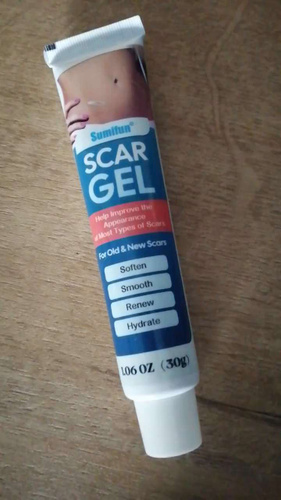 Sumifun®
SCAR
GEL
Help Improve the
Appearance
of Most Types of Scars
For Old & New Scars
Soften
Smooth
Renew
Hydrate
1.06 OZ (30g)